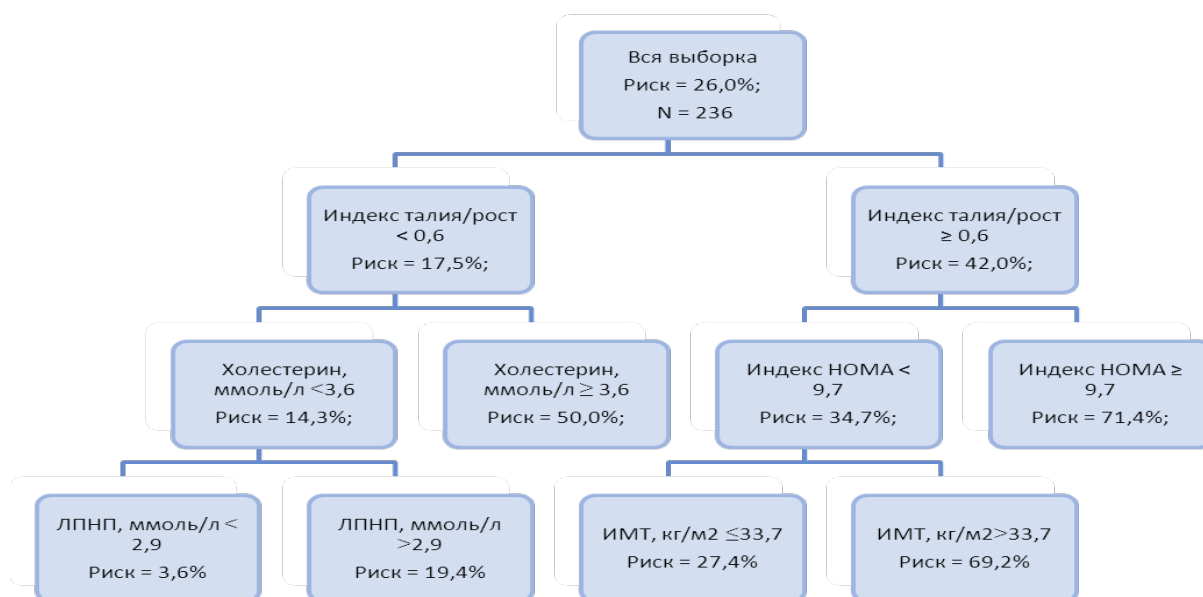 Вся выборка
Риск = 26,0%;
N = 236
Индекс талия/рост
< 0,6
Риск = 17,5%;
Индекс талия/рост
≥ 0,6
Риск = 42,0%;
Холестерин,
ммоль/л <3,6
Риск = 14,3%;
Холестерин,
ммоль/л ≥ 3,6
Риск = 50,0%;
Индекс НОМА <
9,7
Риск = 34,7%;
Индекс НОМА ≥
9,7
Риск = 71,4%;
ЛПНП, ммоль/л <
2,9
Риск = 3,6%
ЛПНП, ммоль/л
>2,9
Риск = 19,4%
ИМТ, кг/м2 ≤33,7
Риск = 27,4%
ИМТ, кг/м2>33,7
Риск = 69,2%